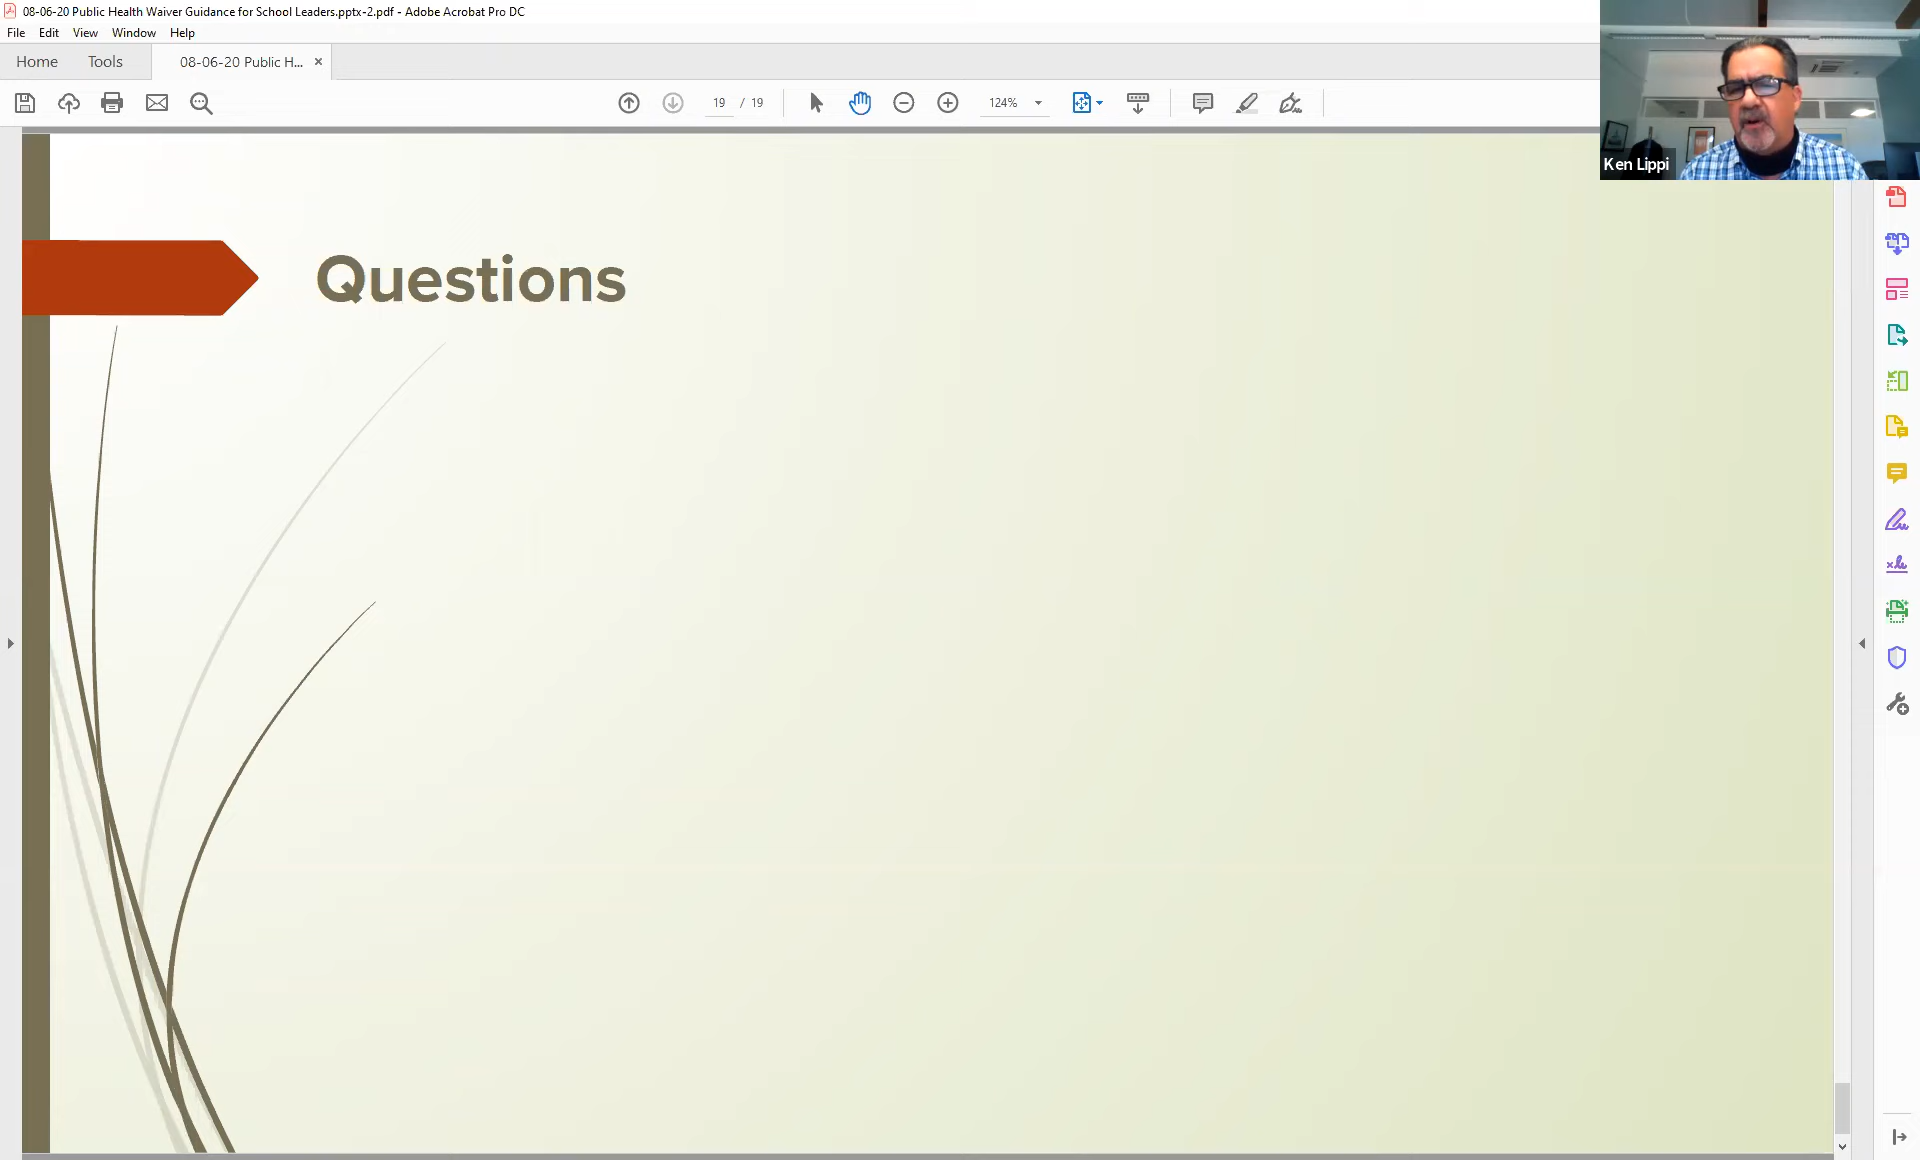 08-06-20 Public Health Waiver Guidance for School Leaders.pptx-2.pdf - Adobe Acrobat Pro DC
File Edit View Window Help
Home Tools 08-06-20 Public H... ×
19 / 19 124%
Ken Lippi
Questions